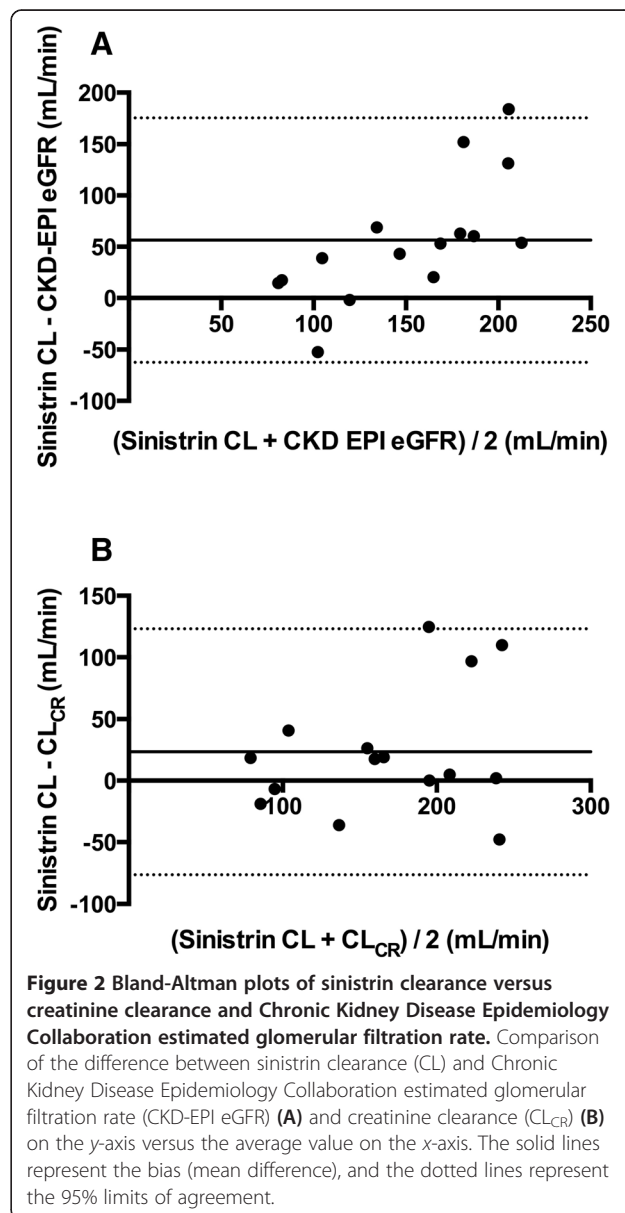 A
Sinistrin CL - CKD-EPI eGFR (mL/min)
200
150
100
50
0
-50
-100
50
100
150
200
250
(Sinistrin CL + CKD EPI eGFR) / 2 (mL/min)
B
Sinistrin CL - CLCR (mL/min)
150
100
50
0
-50
-100
100
200
300
(Sinistrin CL + CLCR) / 2 (mL/min)
Figure 2 Bland-Altman plots of sinistrin clearance versus
creatinine clearance and Chronic Kidney Disease Epidemiology
Collaboration estimated glomerular filtration rate. Comparison
of the difference between sinistrin clearance (CL) and Chronic
Kidney Disease Epidemiology Collaboration estimated glomerular
filtration rate (CKD-EPI eGFR) (A) and creatinine clearance (CLCR) (B)
on the y-axis versus the average value on the x-axis. The solid lines
represent the bias (mean difference), and the dotted lines represent
the 95% limits of agreement.